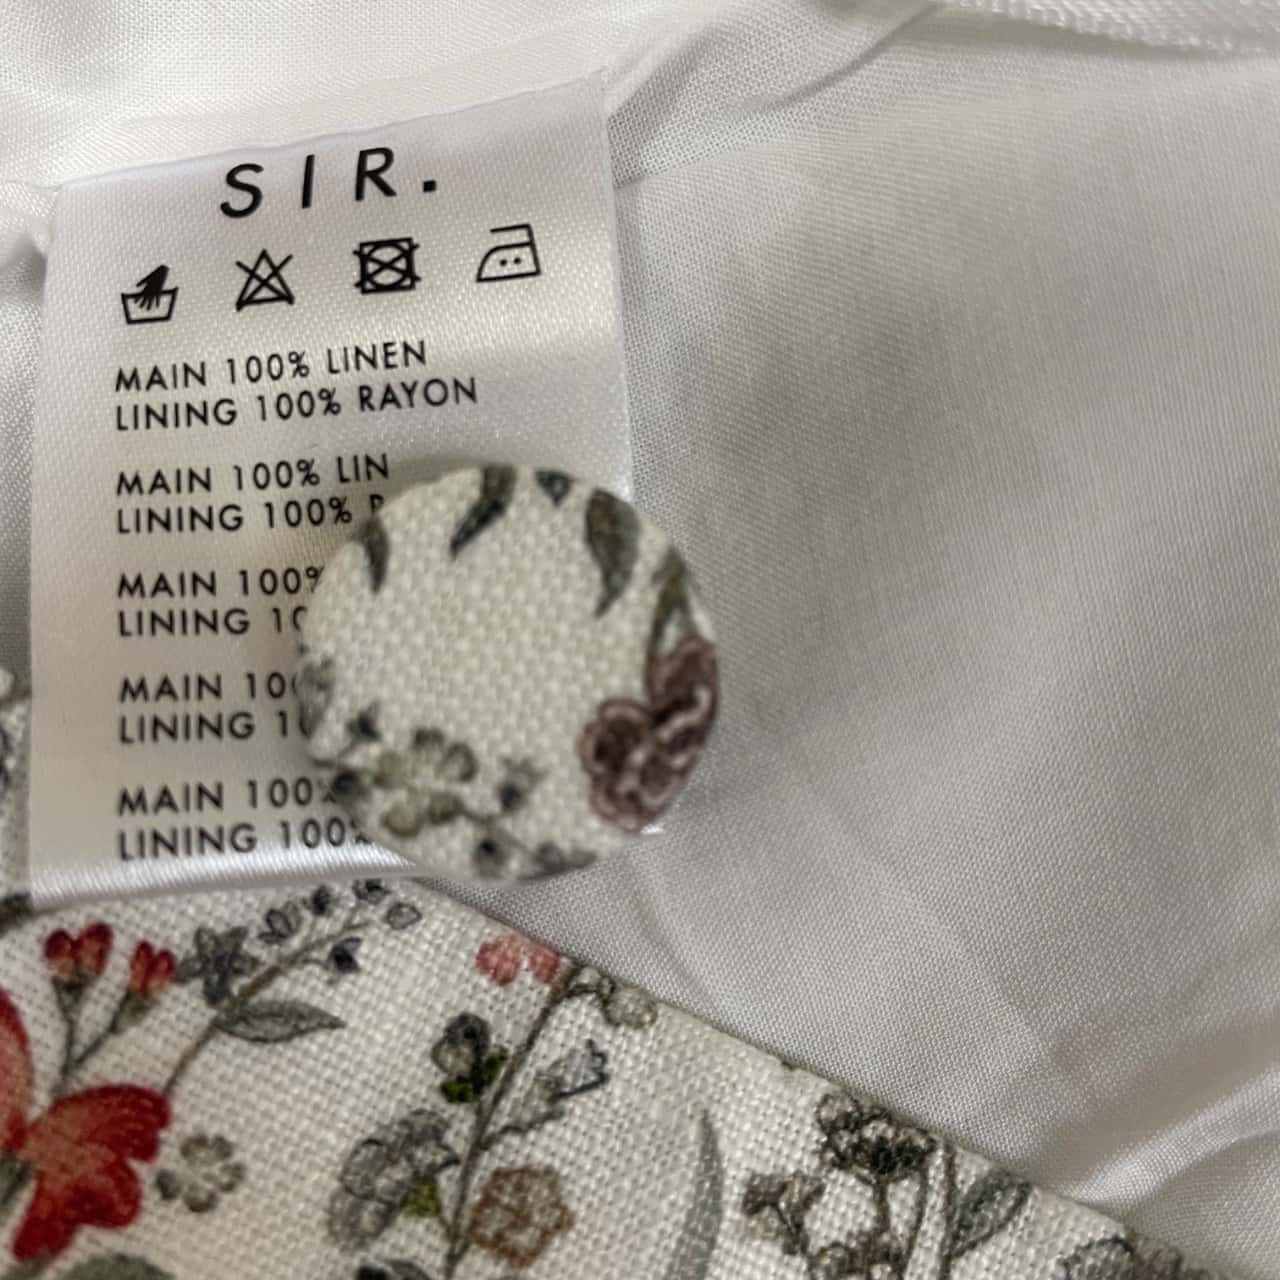 SIR.
MAIN 100% LINEN
LINING 100% RAYON
MAIN 100% LIN
LINING 100%
MAIN 100%
LINING
MAIN
LINING
MAIN 100%
LINING 100%